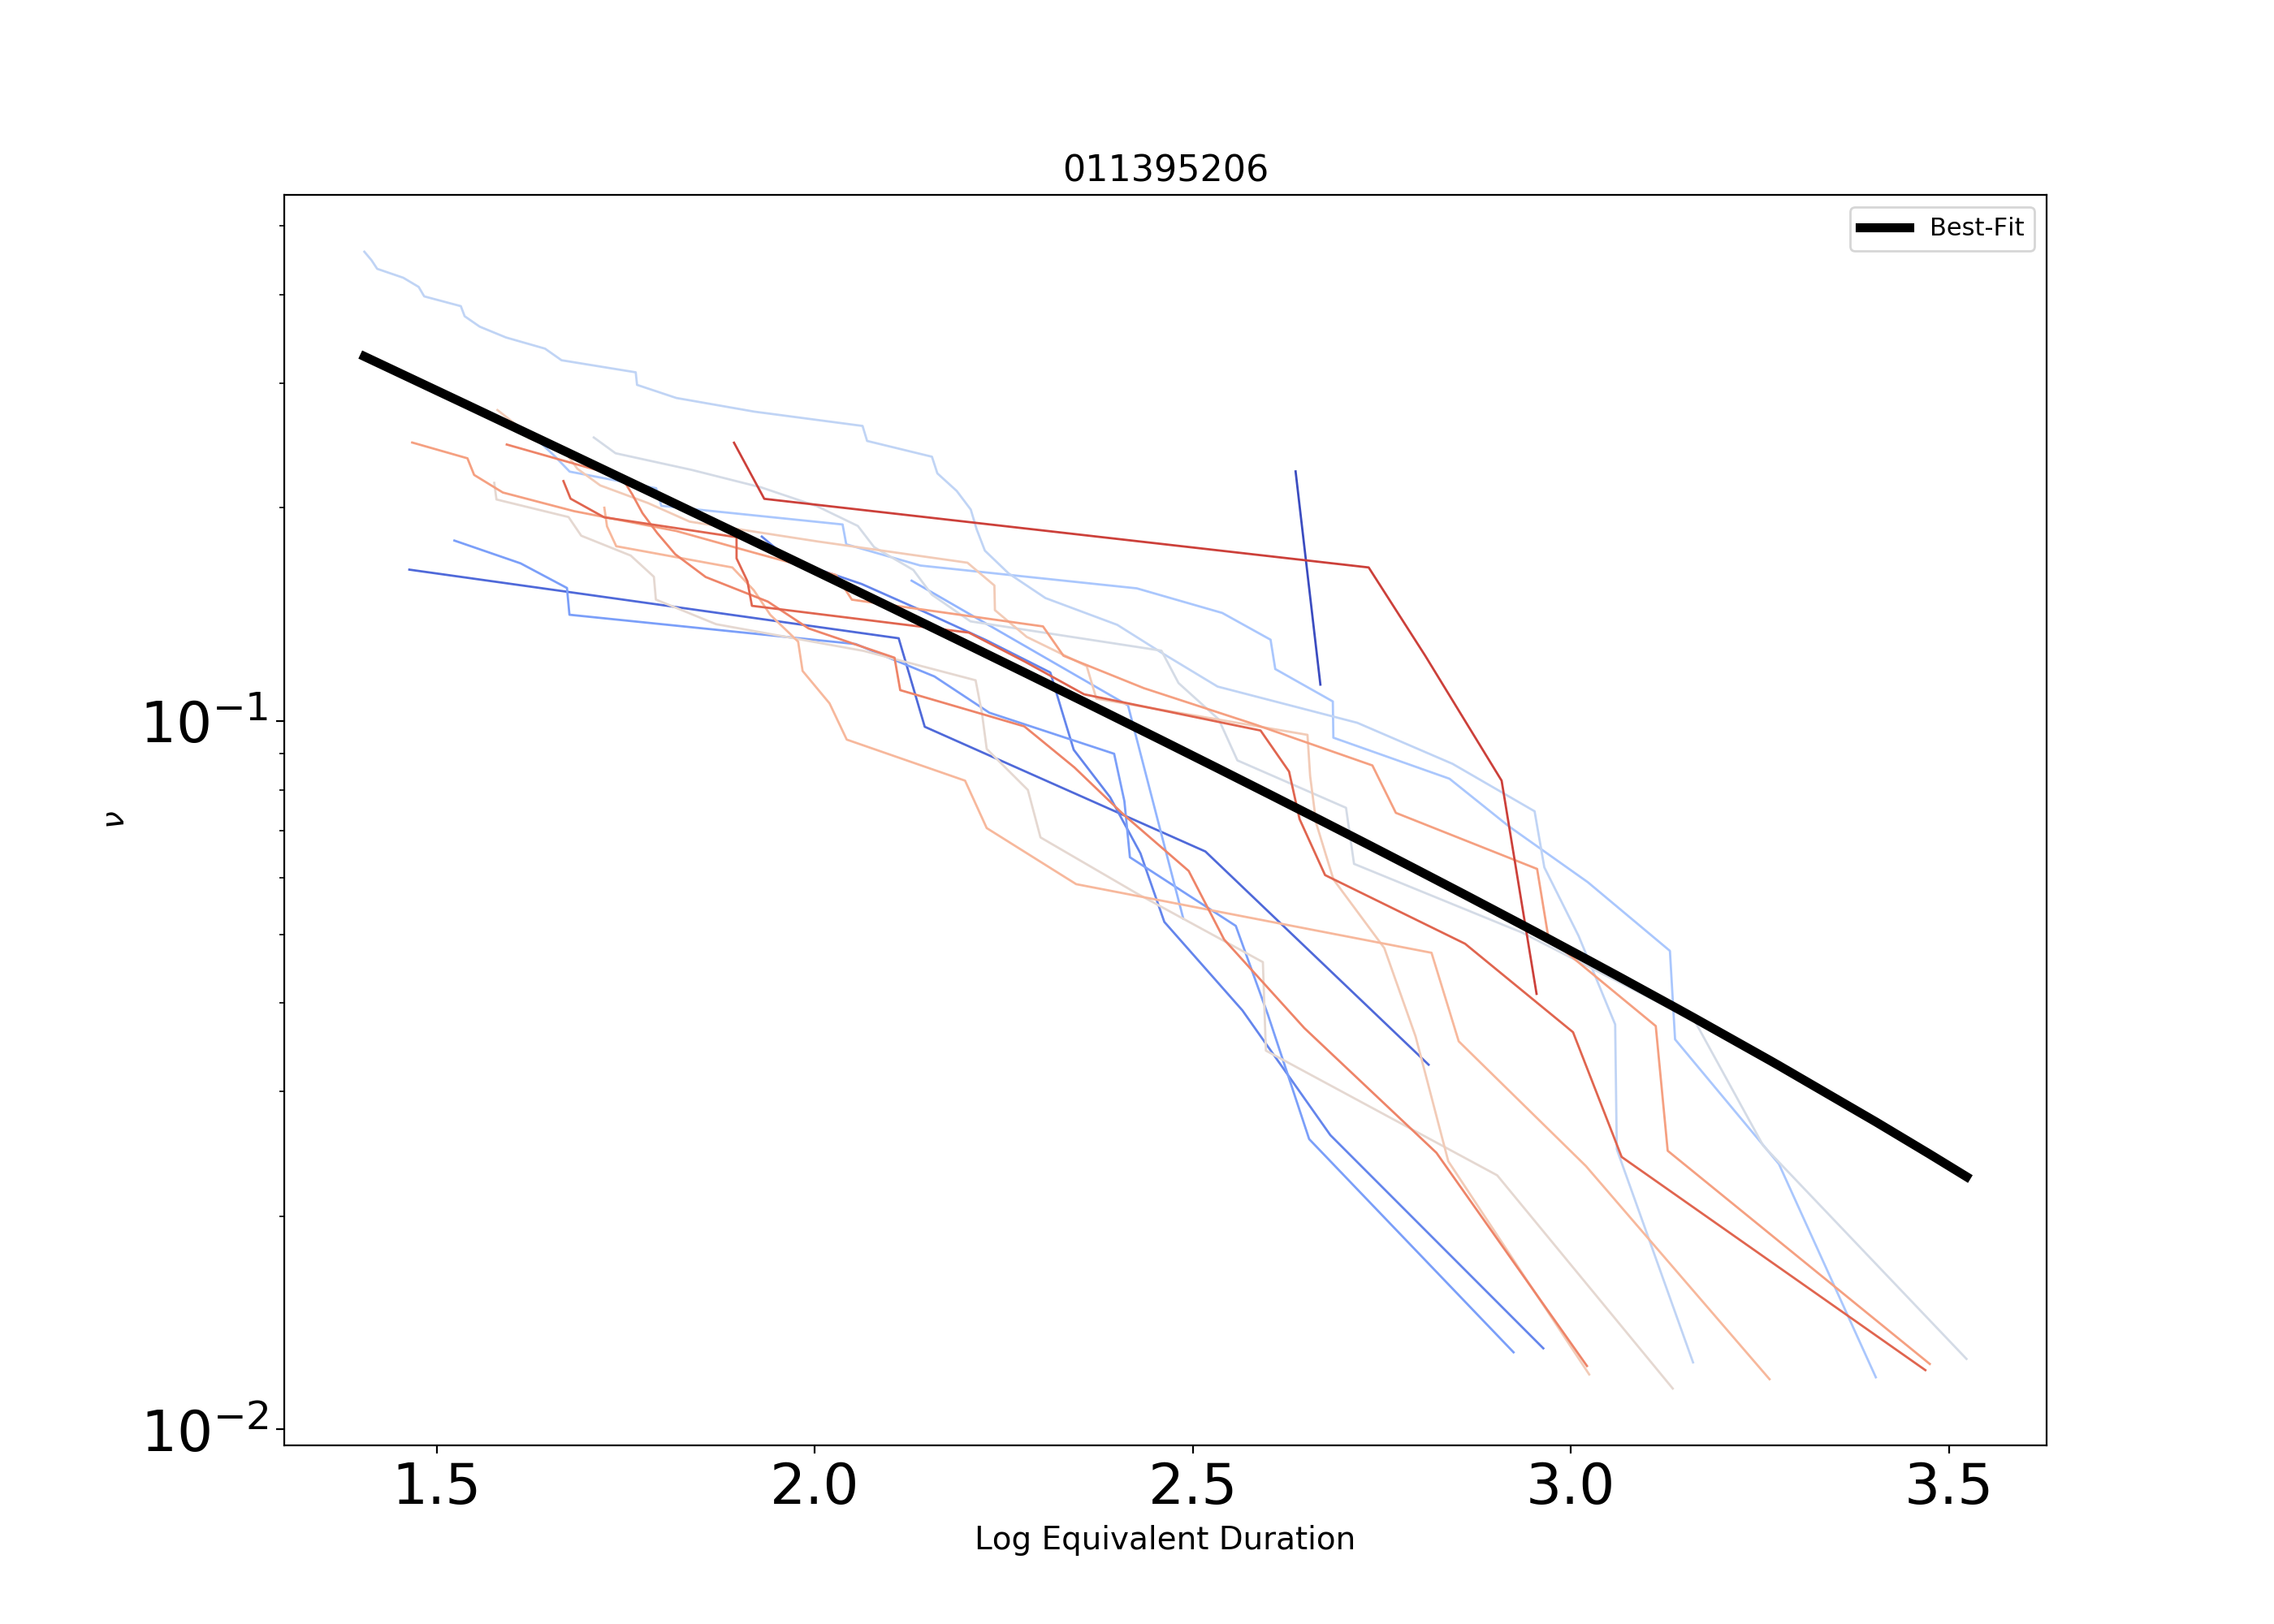 011395206
Best-Fit
ν
10⁻¹
10⁻²
1.5 2.0 2.5 3.0 3.5
Log Equivalent Duration